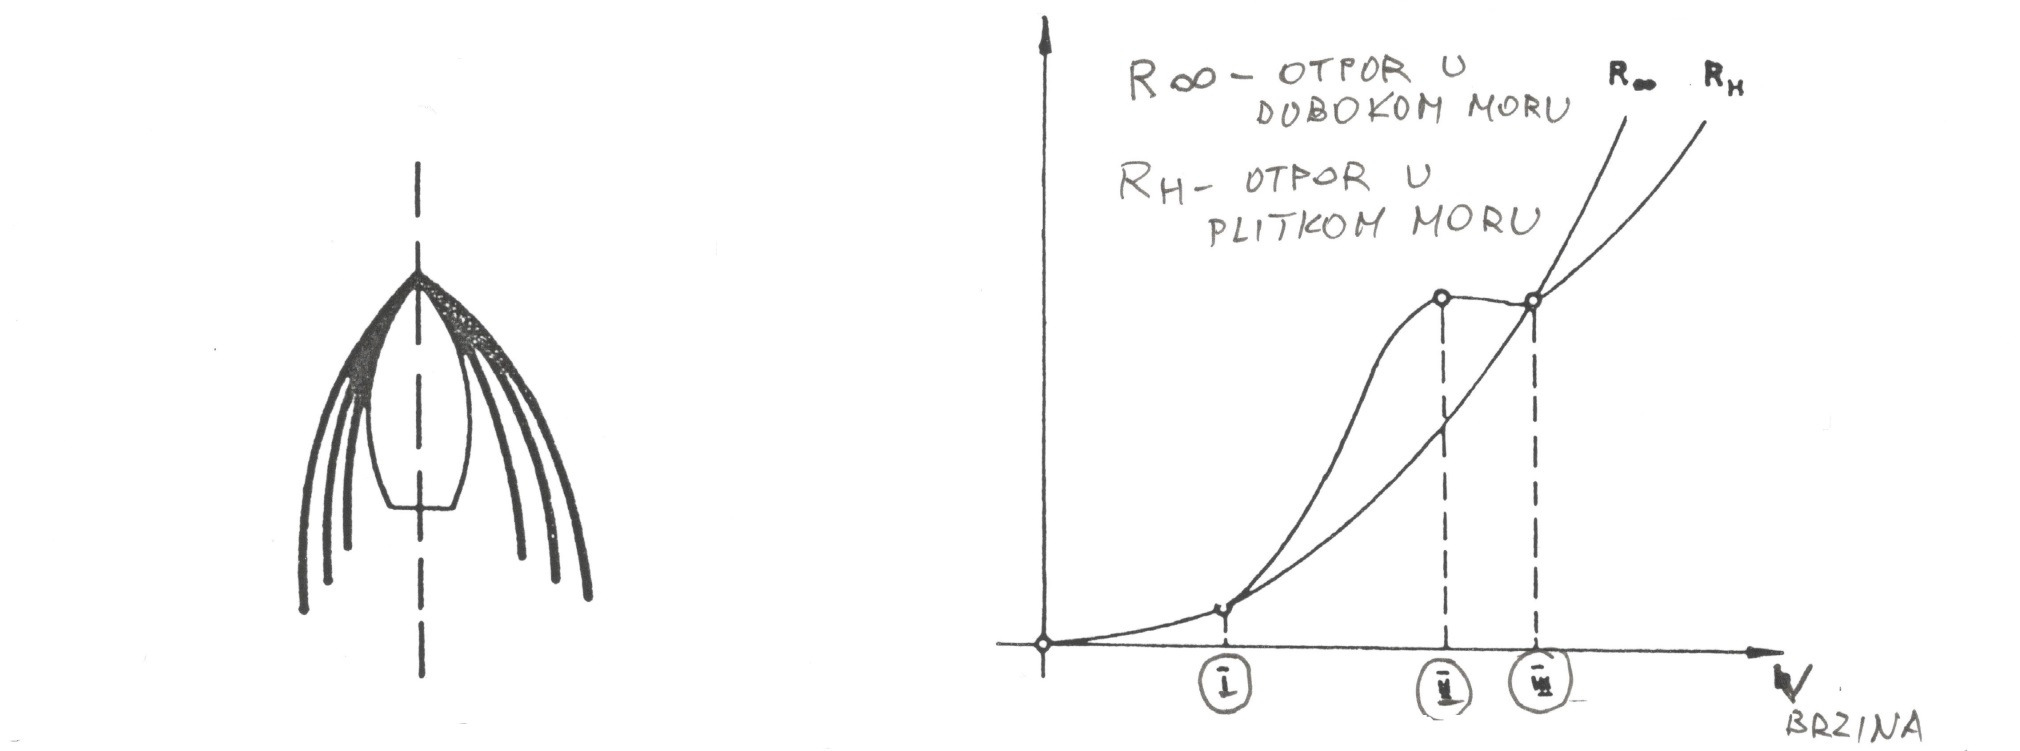 R∞ - OTPOR U
DUBOKOM MORU
R∞ RH
RH - OTPOR U
PLITKOM MORU
I II III
V
BRZINA